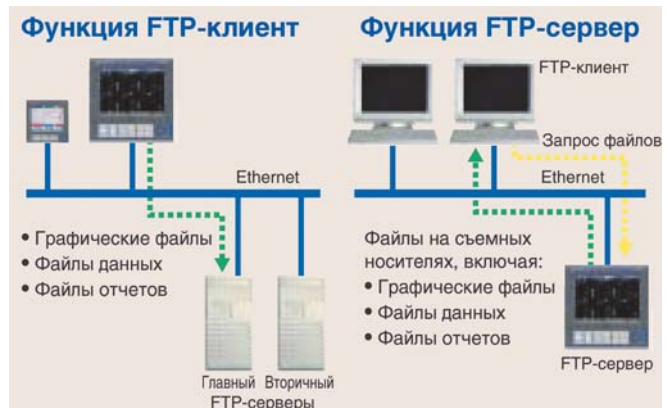 Функция FTP-клиент
Ethernet
• Графические файлы
• Файлы данных
• Файлы отчетов
Главный Вторичный
FTP-серверы
Функция FTP-сервер
FTP-клиент
Запрос файлов
Ethernet
Файлы на съемных
носителях, включая:
• Графические файлы
• Файлы данных
• Файлы отчетов
FTP-сервер